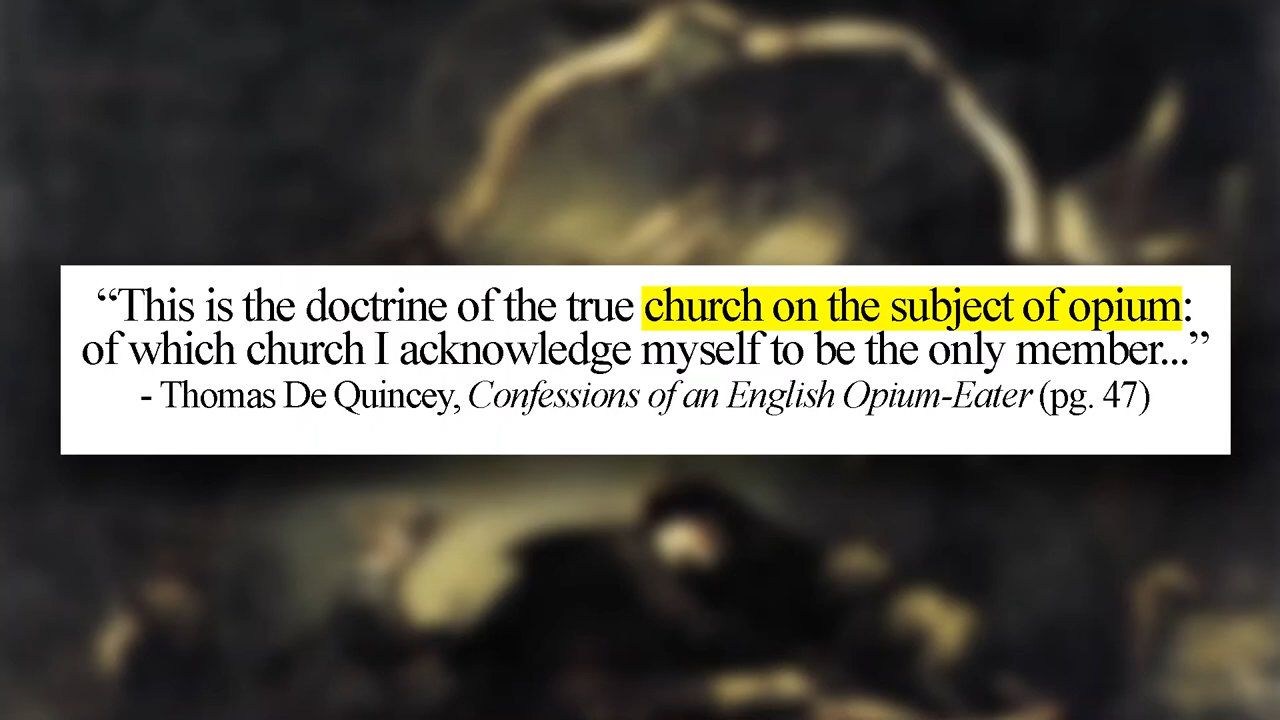 “This is the doctrine of the true church on the subject of opium:
of which church I acknowledge myself to be the only member...”
- Thomas De Quincey, Confessions of an English Opium-Eater (pg. 47)